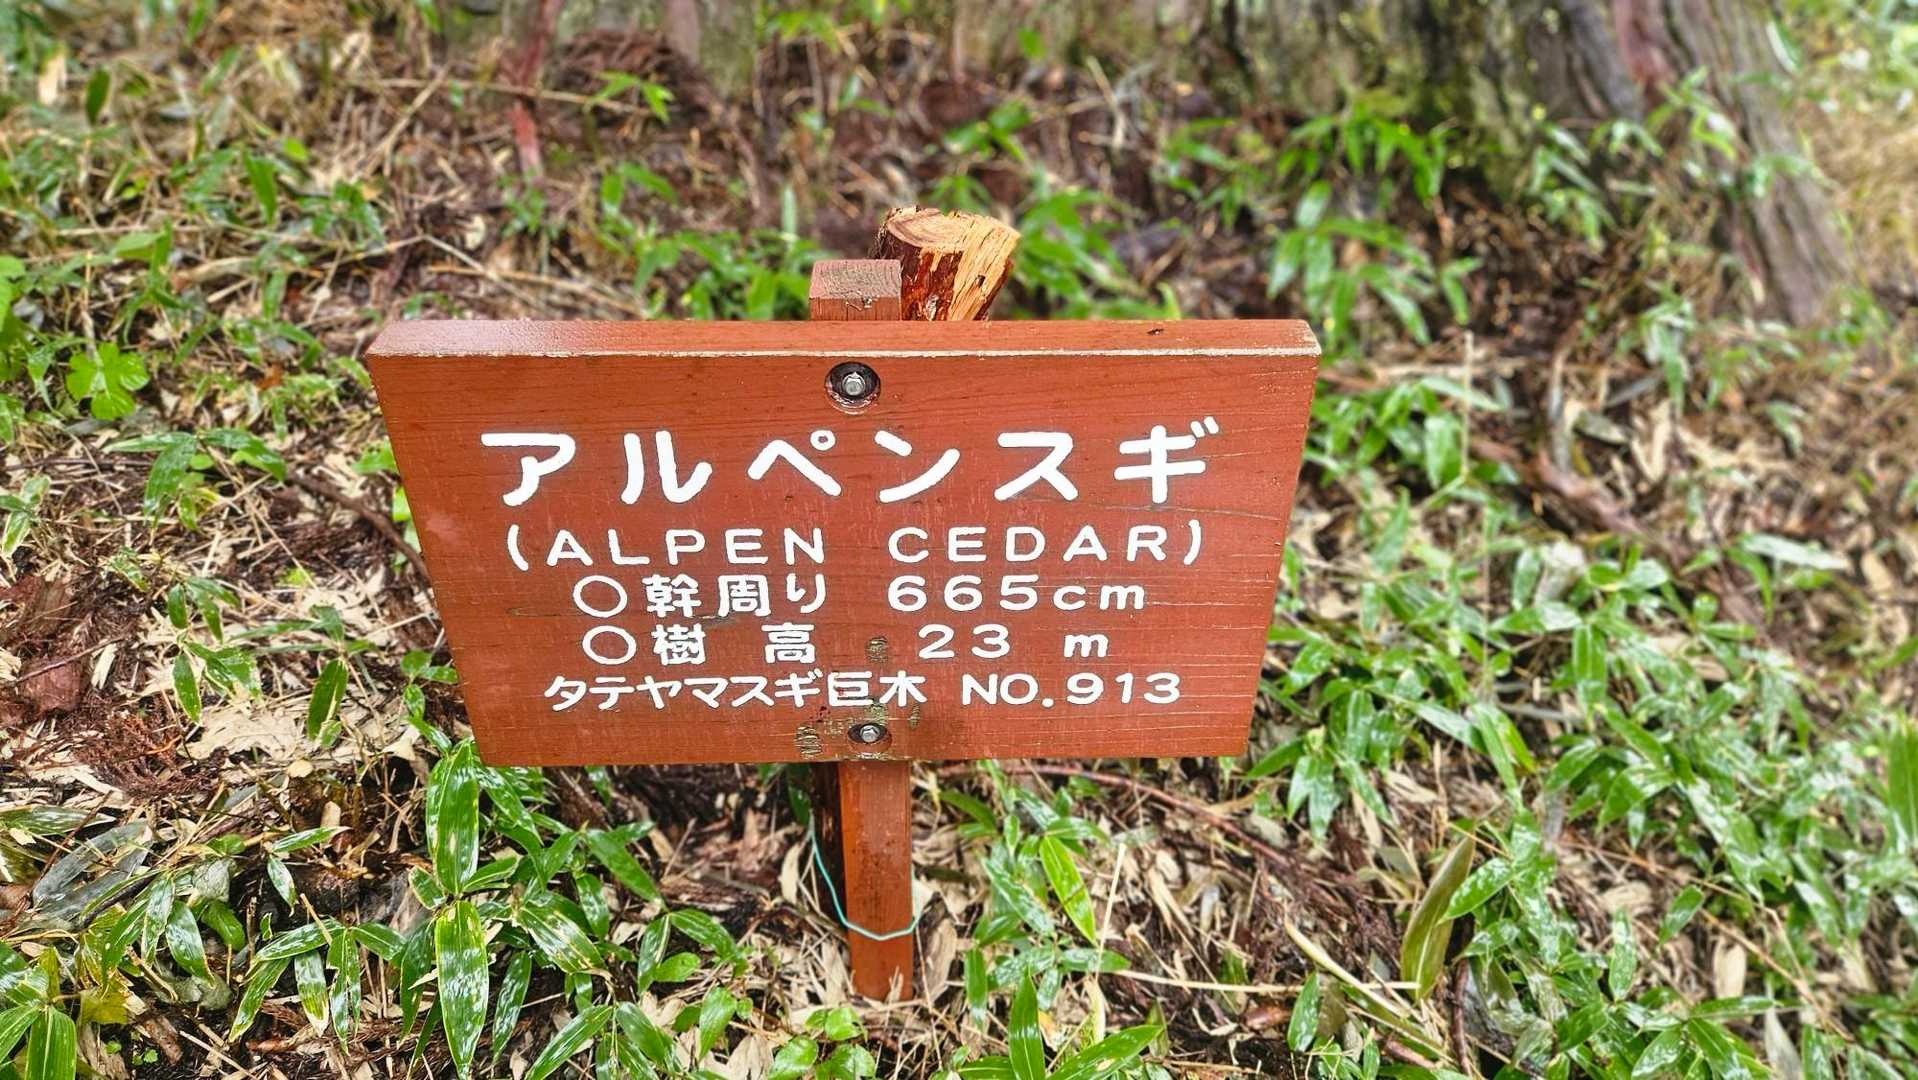 アルペンスギ
(ALPEN CEDAR)
○幹周り 665cm
○樹 高 23 m
タテヤマスギ巨木 NO.913